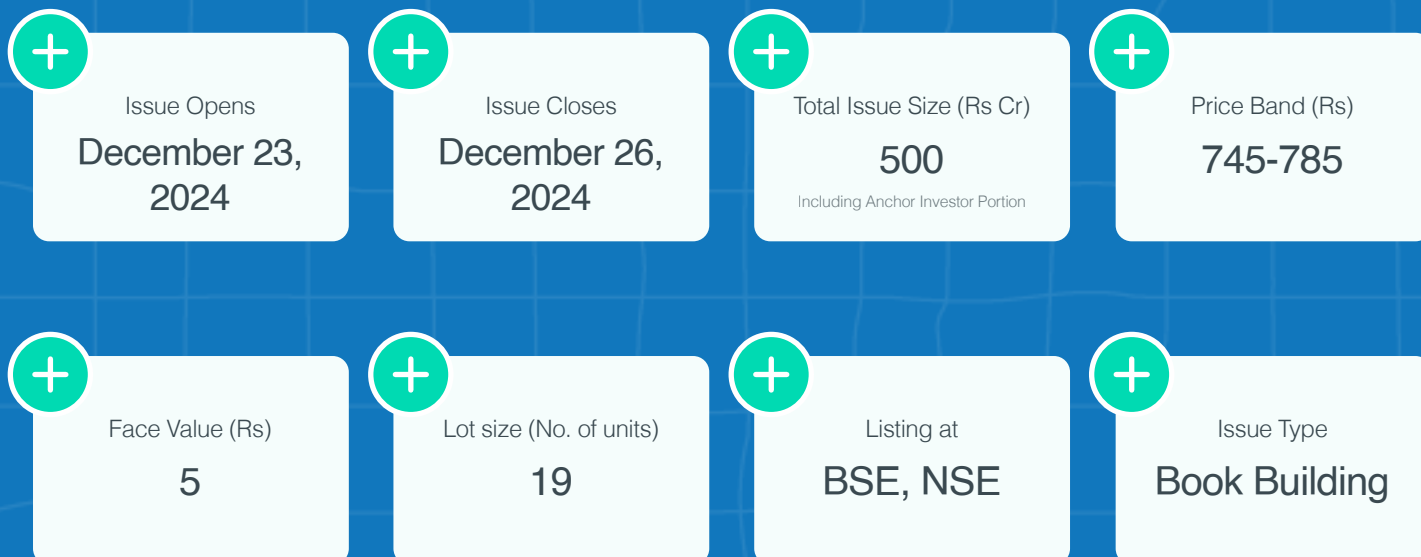 Issue Opens
December 23,
2024
Issue Closes
December 26,
2024
Total Issue Size (Rs Cr)
500
Including Anchor Investor Portion
Price Band (Rs)
745-785
Face Value (Rs)
5
Lot size (No. of units)
19
Listing at
BSE, NSE
Issue Type
Book Building